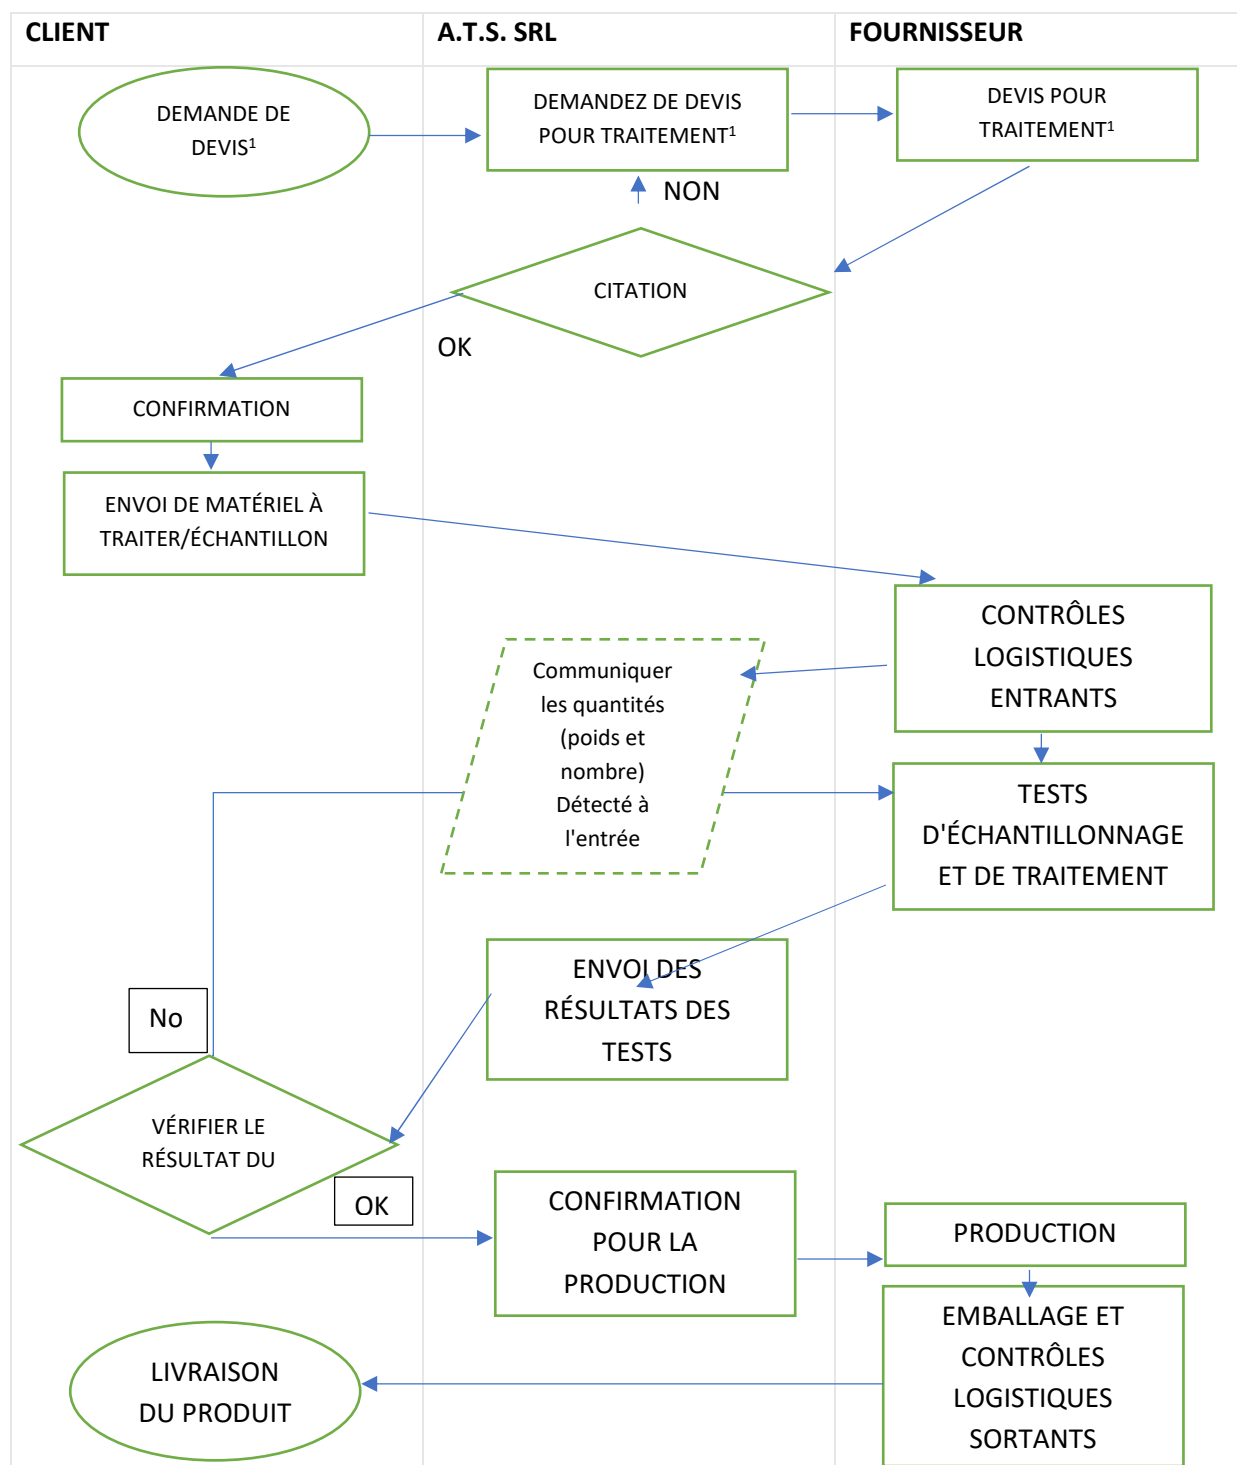 CLIENT
A.T.S. SRL
FOURNISSEUR
DEMANDE DE
DEVIS¹
DEMANDEZ DE DEVIS
POUR TRAITEMENT¹
DEVIS POUR
TRAITEMENT¹
NON
CITATION
OK
CONFIRMATION
ENVOI DE MATÉRIEL À
TRAITER/ÉCHANTILLON
CONTRÔLES
LOGISTIQUES
ENTRANTS
Communiquer
les quantités
(poids et
nombre)
Détecté à
l'entrée
TESTS
D'ÉCHANTILLONNAGE
ET DE TRAITEMENT
ENVOI DES
RÉSULTATS DES
TESTS
No
VÉRIFIER LE
RÉSULTAT DU
OK
CONFIRMATION
POUR LA
PRODUCTION
PRODUCTION
EMBALLAGE ET
CONTRÔLES
LOGISTIQUES
SORTANTS
LIVRAISON
DU PRODUIT